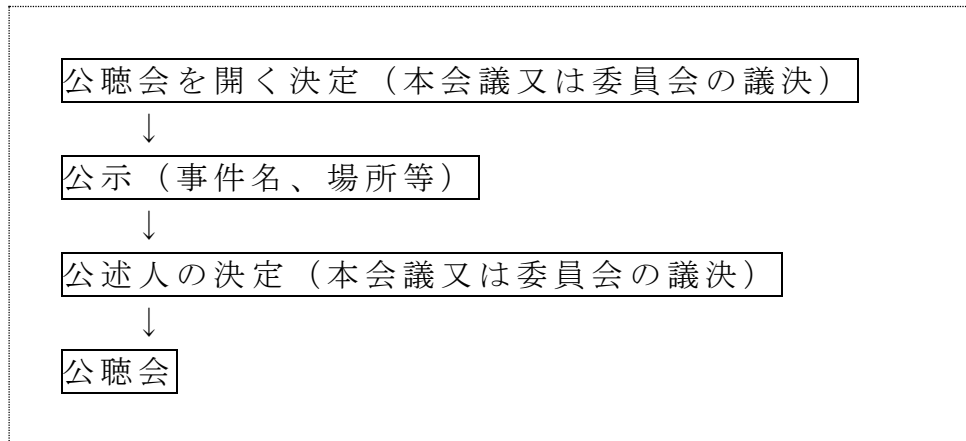 公聴会を開く決定（本会議又は委員会の議決）
↓
公示（事件名、場所等）
↓
公述人の決定（本会議又は委員会の議決）
↓
公聴会